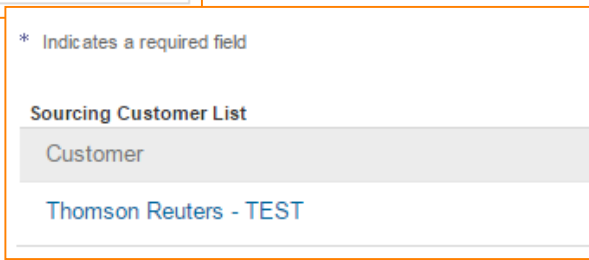 * Indicates a required field
Sourcing Customer List
Customer
Thomson Reuters - TEST